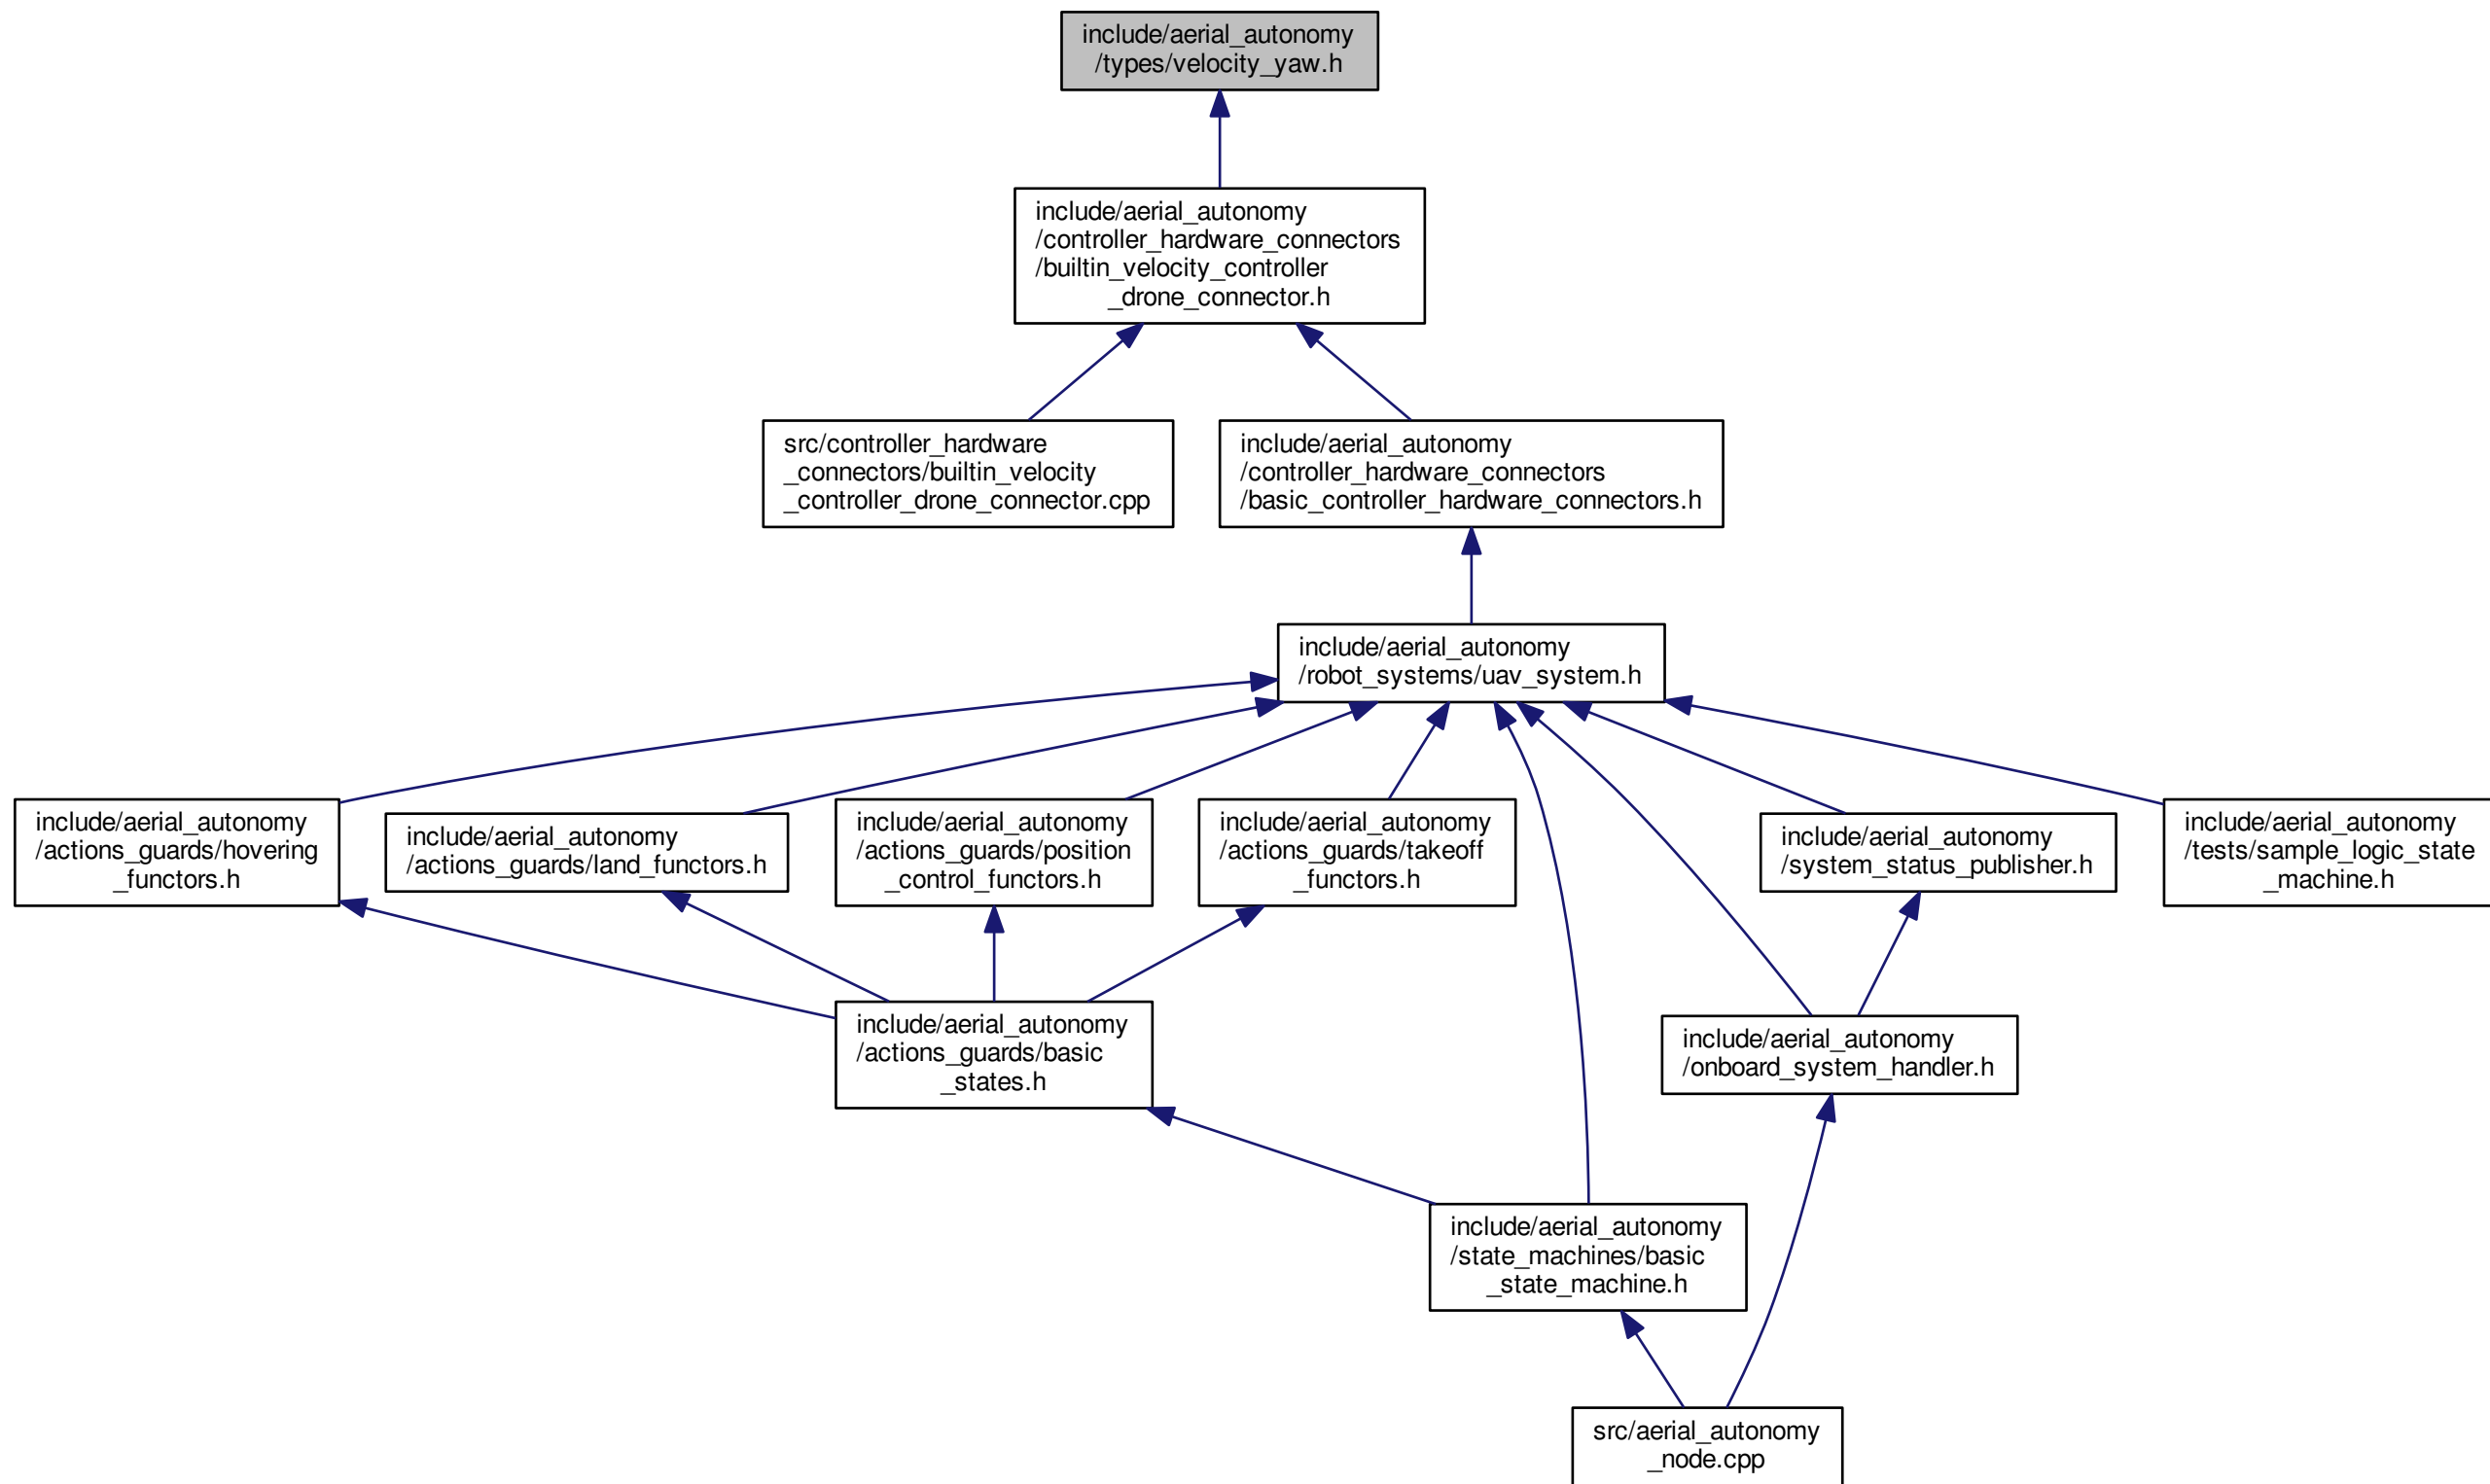 include/aerial_autonomy
/types/velocity_yaw.h
include/aerial_autonomy
/controller_hardware_connectors
/builtin_velocity_controller
_drone_connector.h
src/controller_hardware
_connectors/builtin_velocity
_controller_drone_connector.cpp
include/aerial_autonomy
/controller_hardware_connectors
/basic_controller_hardware_connectors.h
include/aerial_autonomy
/robot_systems/uav_system.h
include/aerial_autonomy
/actions_guards/hovering
_functors.h
include/aerial_autonomy
/actions_guards/land_functors.h
include/aerial_autonomy
/actions_guards/position
_control_functors.h
include/aerial_autonomy
/actions_guards/takeoff
_functors.h
include/aerial_autonomy
/system_status_publisher.h
include/aerial_autonomy
/tests/sample_logic_state
_machine.h
include/aerial_autonomy
/actions_guards/basic
_states.h
include/aerial_autonomy
/onboard_system_handler.h
include/aerial_autonomy
/state_machines/basic
_state_machine.h
src/aerial_autonomy
_node.cpp